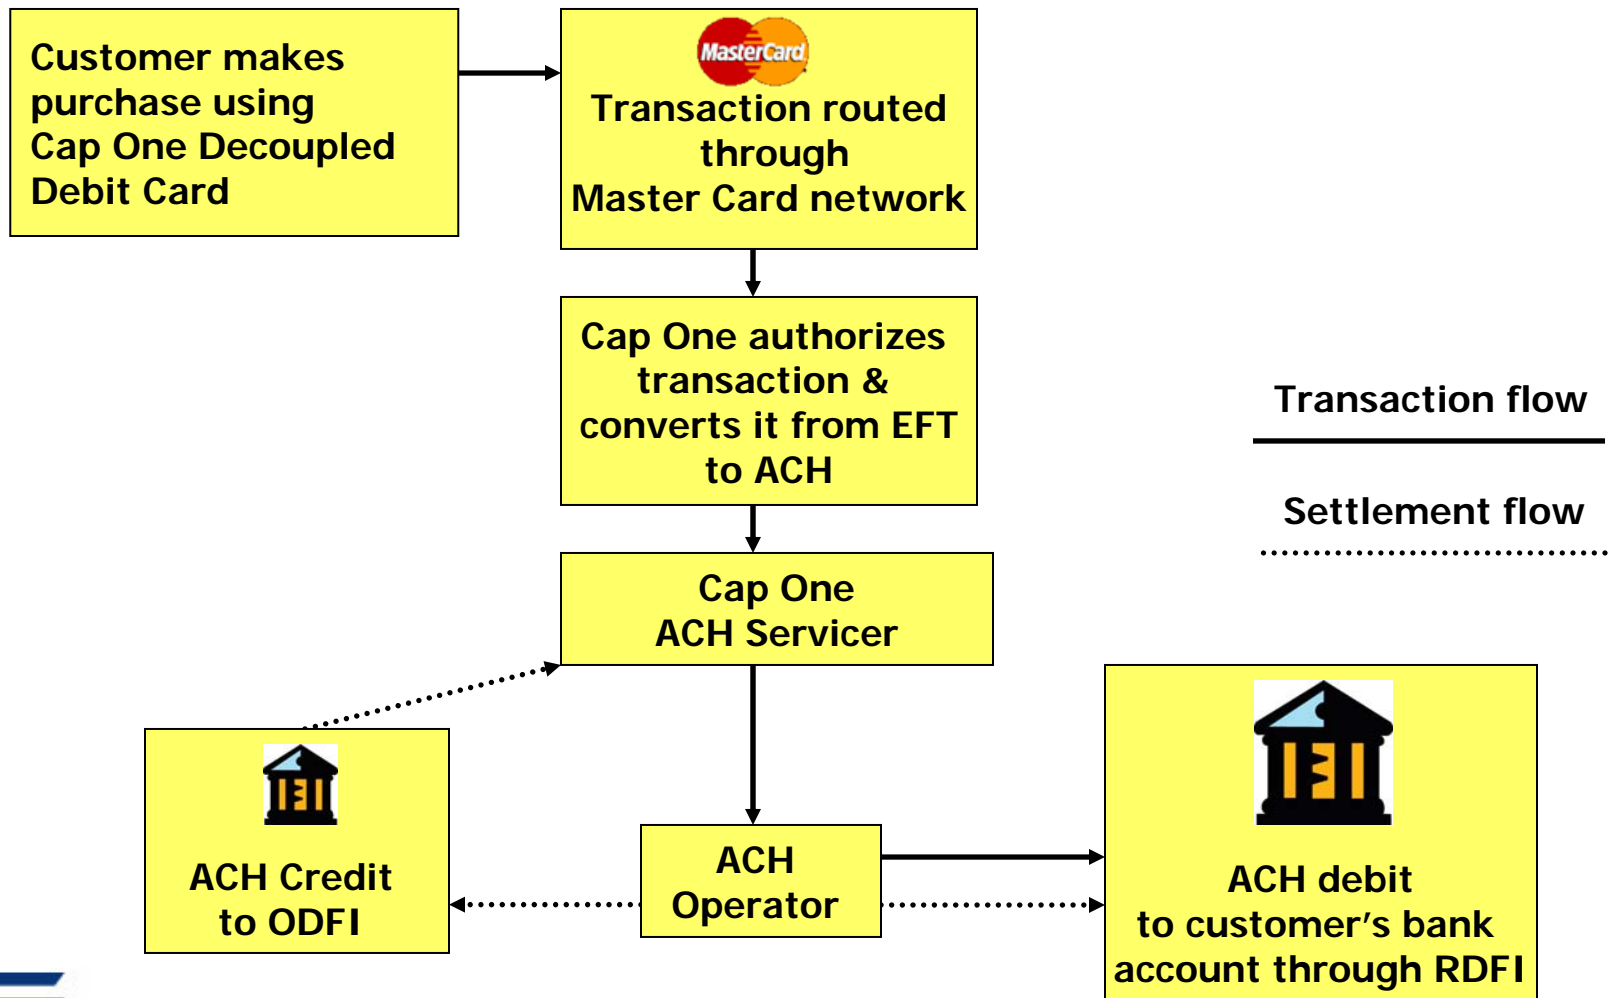 Customer makes
purchase using
Cap One Decoupled
Debit Card
MasterCard
Transaction routed
through
Master Card network
Cap One authorizes
transaction &
converts it from EFT
to ACH
Transaction flow
Settlement flow
Cap One
ACH Servicer
ACH Credit
to ODFI
ACH
Operator
ACH debit
to customer’s bank
account through RDFI